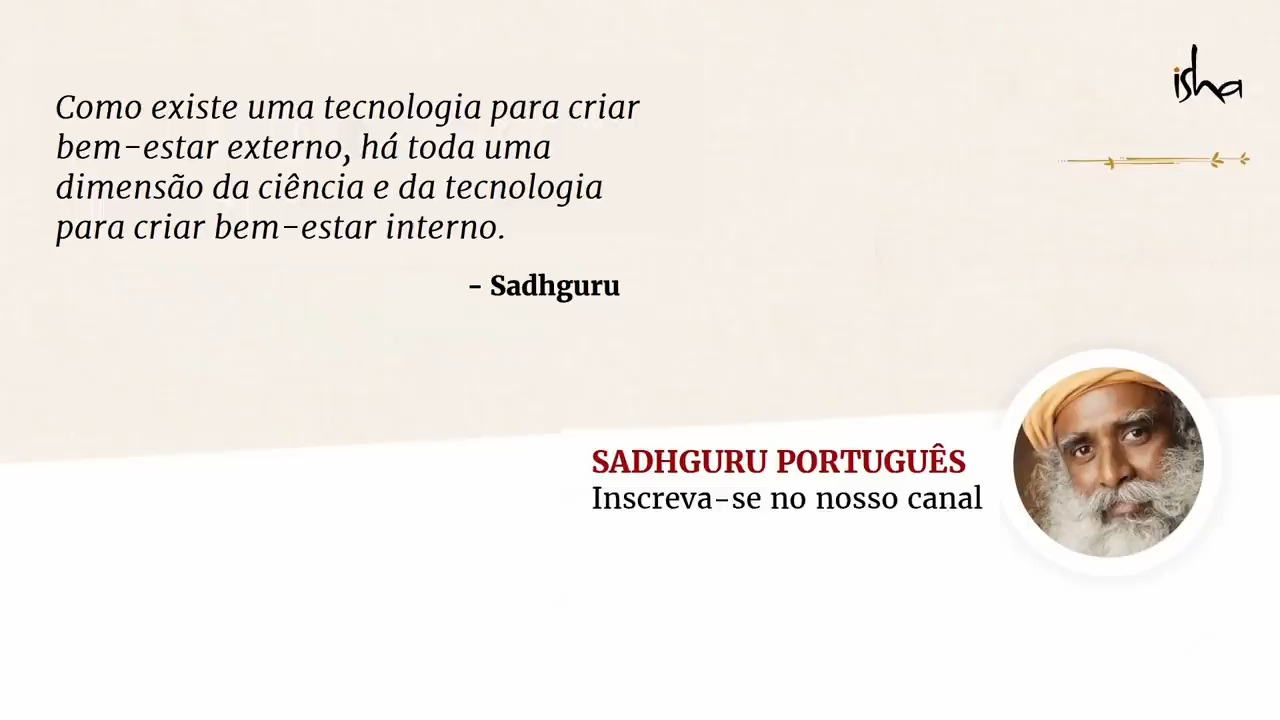 Como existe uma tecnologia para criar
bem-estar externo, há toda uma
dimensão da ciência e da tecnologia
para criar bem-estar interno.
- Sadhguru
isha
SADHGURU PORTUGUÊS
Inscreva-se no nosso canal